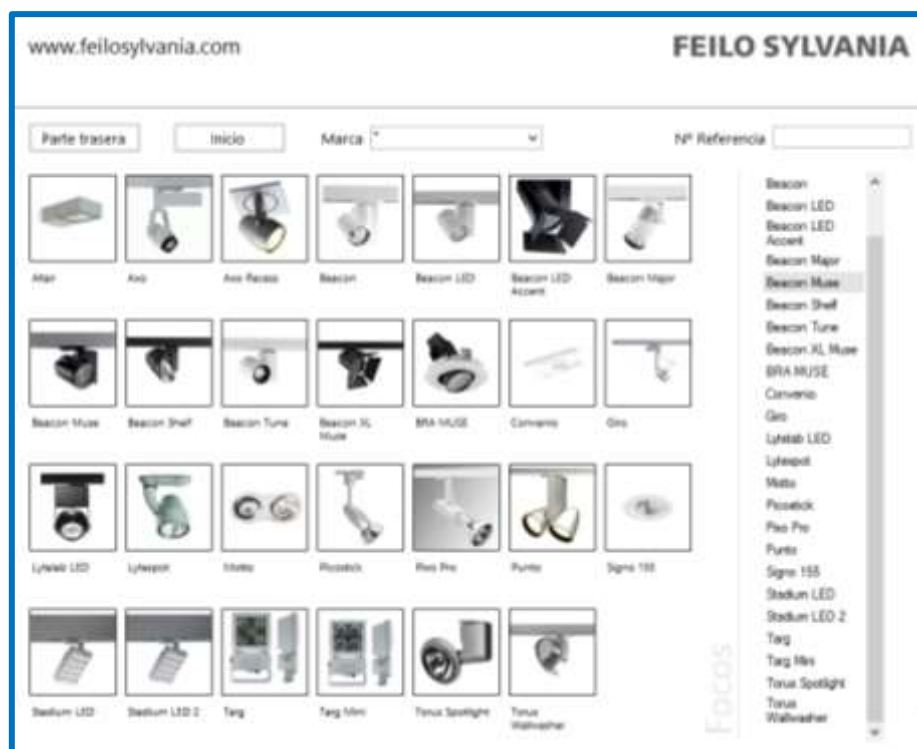 www.feilosylvania.com
FEILO SYLVANIA
Parte trasera
Inicio
Marca
*
Nº Referencia
Altair
Axo
Axo Recess
Beacon
Beacon LED
Beacon LED
Accent
Beacon Major
Beacon Muse
Beacon Shelf
Beacon Tune
Beacon XL
Muse
BRA MUSE
Convenio
Giro
Lytelab LED
Lytespot
Motto
Picostick
Pixo Pro
Punto
Signo 155
Stadium LED
Stadium LED 2
Targ
Targ Mini
Torus Spotlight
Torus
Wallwasher
Focos
Beacon
Beacon LED
Beacon LED
Accent
Beacon Major
Beacon Muse
Beacon Shelf
Beacon Tune
Beacon XL Muse
BRA MUSE
Convenio
Giro
Lytelab LED
Lytespot
Motto
Picostick
Pixo Pro
Punto
Signo 155
Stadium LED
Stadium LED 2
Targ
Targ Mini
Torus Spotlight
Torus
Wallwasher